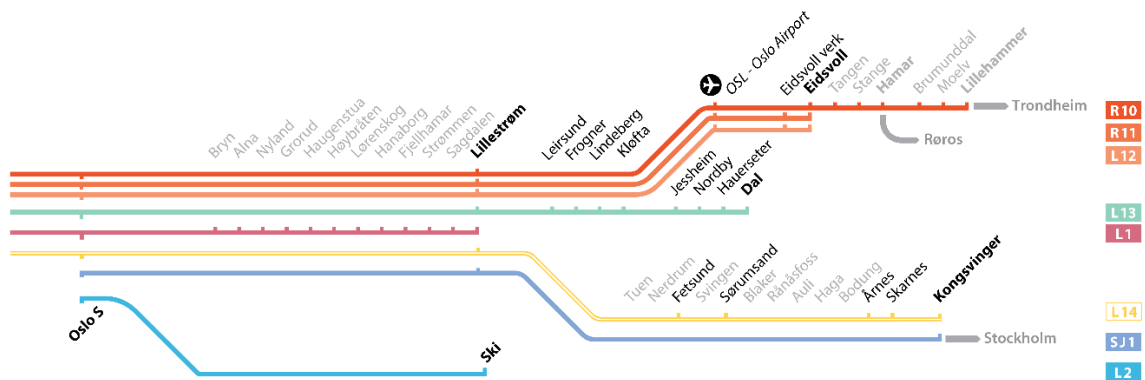 Bryn
Alna
Nyland
Grorud
Haugenstua
Høybråten
Lørenskog
Hanaborg
Fjellhamar
Strømmen
Sagdalen
Lillestrøm
Leirsund
Frogner
Lindeberg
Kløfta
OSL - Oslo Airport
Eidsvoll verk
Eidsvoll
Tangen
Stange
Hamar
Brumunddal
Moelv
Lillehammer
Trondheim
R10
R11
Røros
L12
Jessheim
Nordby
Hauerseter
Dal
L13
L1
Tuen
Nerdrum
Fetsund
Svingen
Sørumsand
Blaker
Rånåsfoss
Auli
Haga
Bodung
Årnes
Skarnes
Kongsvinger
L14
Stockholm
SJ1
Oslo S
Ski
L2